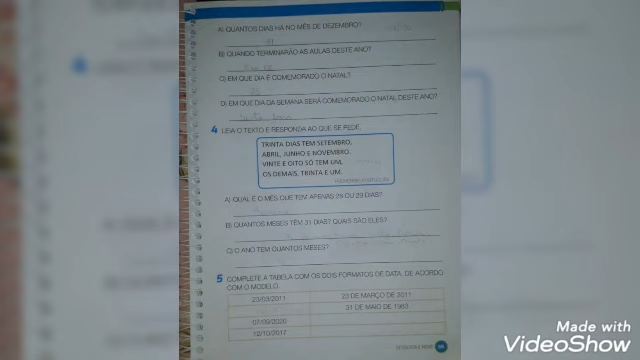 A) QUANTOS DIAS HÁ NO MÊS DE DEZEMBRO?
31
B) QUANDO TERMINARÃO AS AULAS DESTE ANO?
C) EM QUE DIA É COMEMORADO O NATAL?
25
D) EM QUE DIA DA SEMANA SERÁ COMEMORADO O NATAL DESTE ANO?
4 LEIA O TEXTO E RESPONDA AO QUE SE PEDE.
TRINTA DIAS TEM SETEMBRO,
ABRIL, JUNHO E NOVEMBRO.
VINTE E OITO SÓ TEM UM,
OS DEMAIS, TRINTA E UM.
A) QUAL É O MÊS QUE TEM APENAS 28 OU 29 DIAS?
B) QUANTOS MESES TÊM 31 DIAS? QUAIS SÃO ELES?
C) O ANO TEM QUANTOS MESES?
5 COMPLETE A TABELA COM OS DOIS FORMATOS DE DATA, DE ACORDO
COM O MODELO.
23/03/2011 23 DE MARÇO DE 2011
31 DE MAIO DE 1983
07/09/2020
12/10/2017
Made with
VideoShow